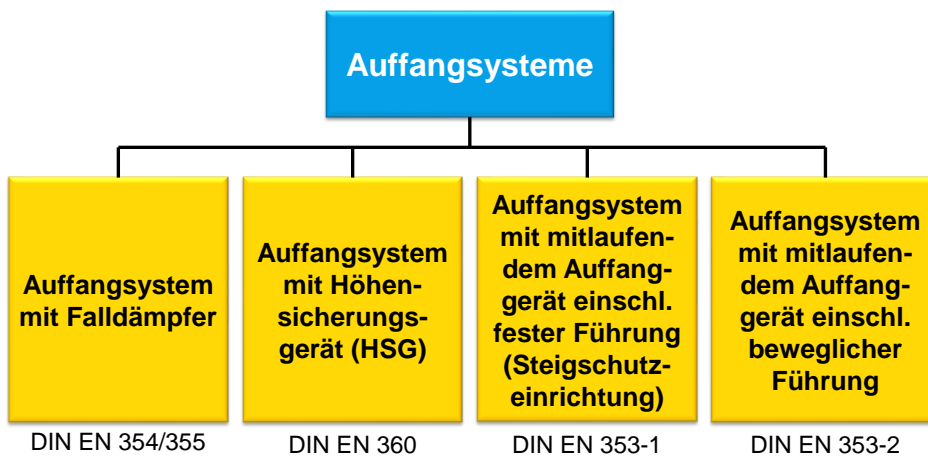 Auffangsysteme
Auffangsystem
mit Falldämpfer
Auffangsystem
mit Höhen-
sicherungs-
gerät (HSG)
Auffangsystem
mit mitlaufen-
dem Auffang-
gerät einschl.
fester Führung
(Steigschutz-
einrichtung)
Auffangsystem
mit mitlaufen-
dem Auffang-
gerät einschl.
beweglicher
Führung
DIN EN 354/355
DIN EN 360
DIN EN 353-1
DIN EN 353-2